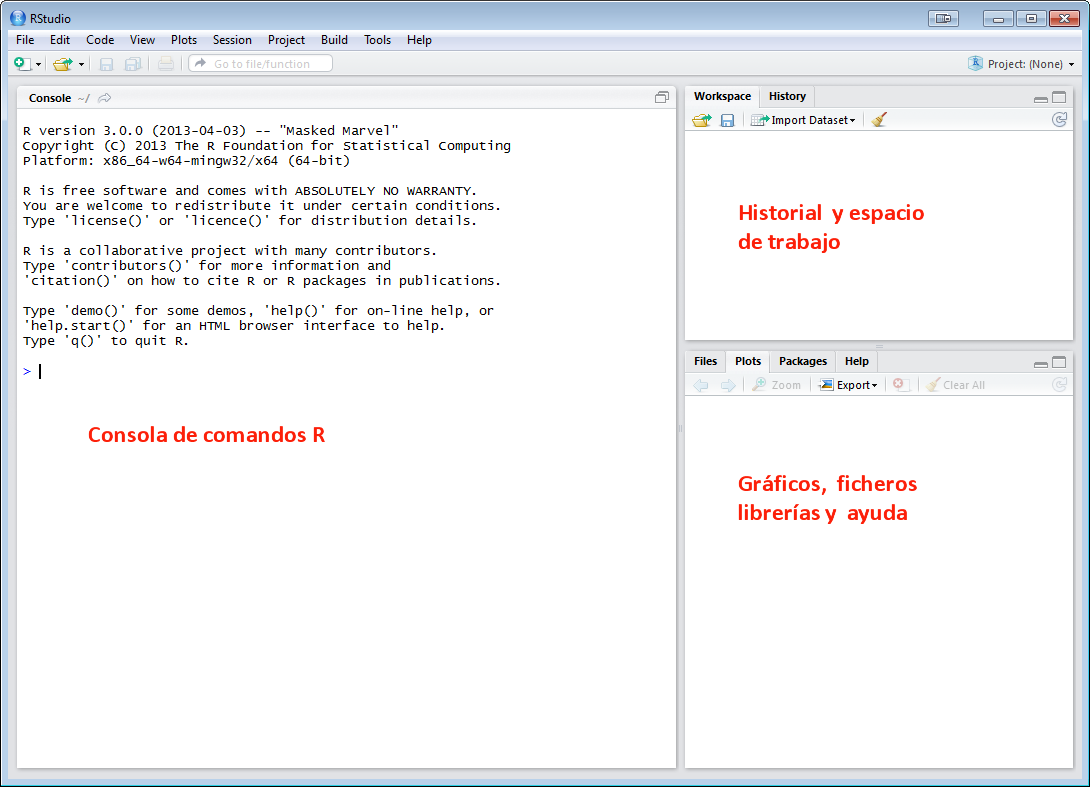 RStudio
File Edit Code View Plots Session Project Build Tools Help
Go to file/function
Project: (None)
Console ~/
R version 3.0.0 (2013-04-03) -- "Masked Marvel"
Copyright (C) 2013 The R Foundation for Statistical Computing
Platform: x86_64-w64-mingw32/x64 (64-bit)
R is free software and comes with ABSOLUTELY NO WARRANTY.
You are welcome to redistribute it under certain conditions.
Type 'license()' or 'licence()' for distribution details.
R is a collaborative project with many contributors.
Type 'contributors()' for more information and
'citation()' on how to cite R or R packages in publications.
Type 'demo()' for some demos, 'help()' for on-line help, or
'help.start()' for an HTML browser interface to help.
Type 'q()' to quit R.
>
Consola de comandos R
Workspace History
Import Dataset
Historial y espacio
de trabajo
Files Plots Packages Help
Zoom Export Clear All
Gráficos, ficheros
librerías y ayuda